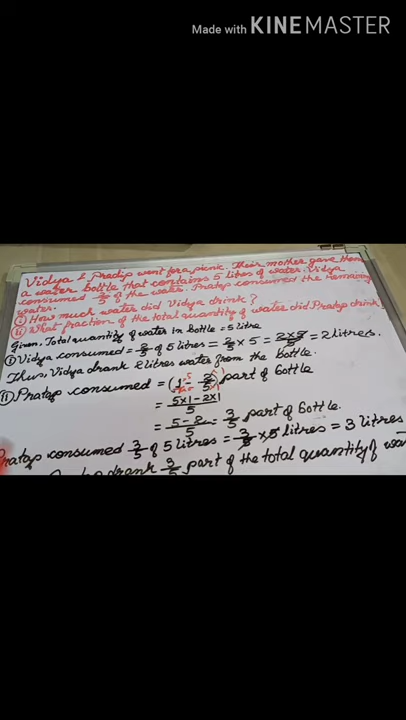 Made with KINEMASTER
Vidya & Pradip went for a picnic. Their mother gave them
a water bottle that contains 5 litres of water. Vidya
consumed 2/5 of the water. Pratap consumed the remaining
water.
(i) How much water did Vidya drink?
(ii) What fraction of the total quantity of water did Pratap drink?
Given, Total quantity of water in bottle = 5 litre
(i) Vidya consumed = 2/5 of 5 litres = 2/5 × 5 = 2×5/5 = 2 litres.
Thus, Vidya drank 2 litres water from the bottle.
(ii) Pratap consumed = (1 - 2/5) part of bottle
= 5×1-2×1/5
= 5-2/5 = 3/5 part of bottle.
Pratap consumed 3/5 of 5 litres = 3/5 × 5 litres = 3 litres
drank 3/5 part of the total quantity of